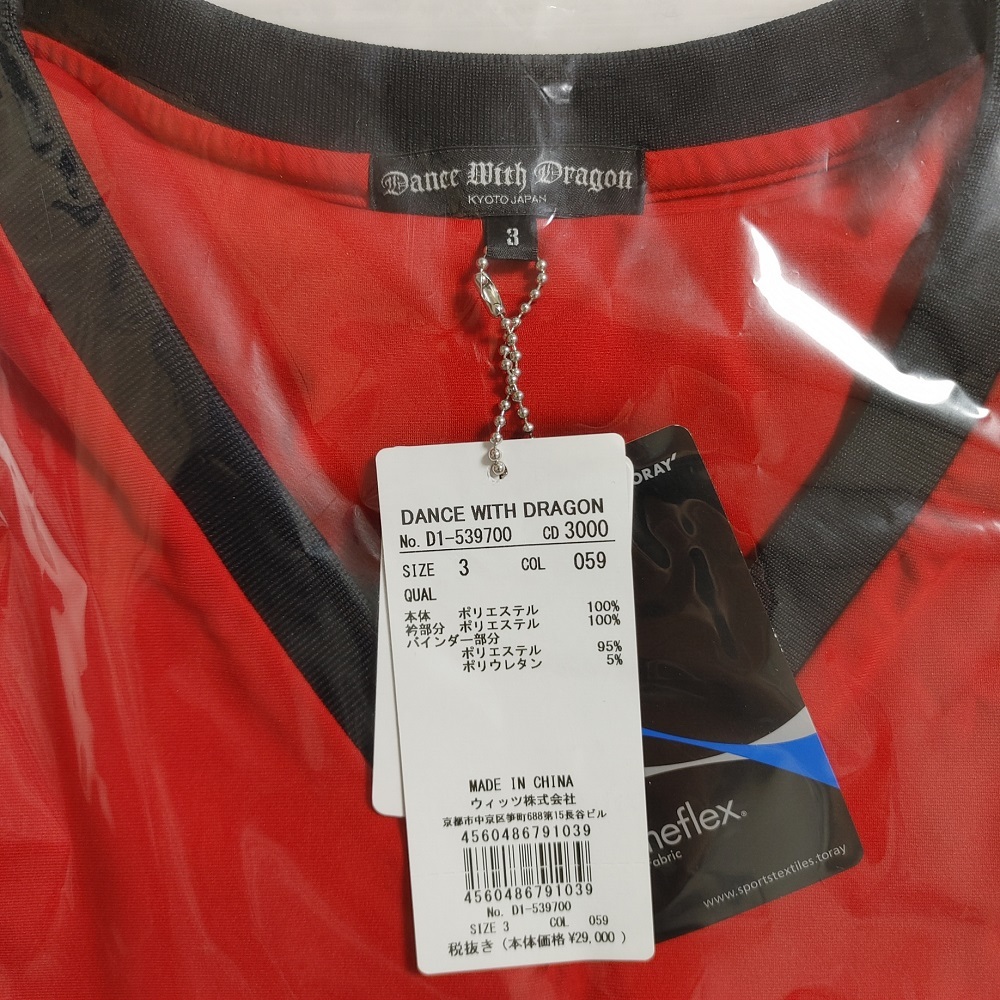 Dance With Dragon
KYOTO JAPAN
3
DANCE WITH DRAGON
No. D1-539700 CD 3000
SIZE 3 COL 059
QUAL
本体 ポリエステル 100%
衿部分 ポリエステル 100%
バインダー部分
ポリエステル 95%
ポリウレタン 5%
MADE IN CHINA
ウィッツ株式会社
京都市中京区笋町688第15長谷ビル
4560486791039
4560486791039
No. D1-539700
SIZE 3 COL 059
税抜き (本体価格 ¥29,000 )
ORAY
neflex®
abric
www.sportstextiles.toray